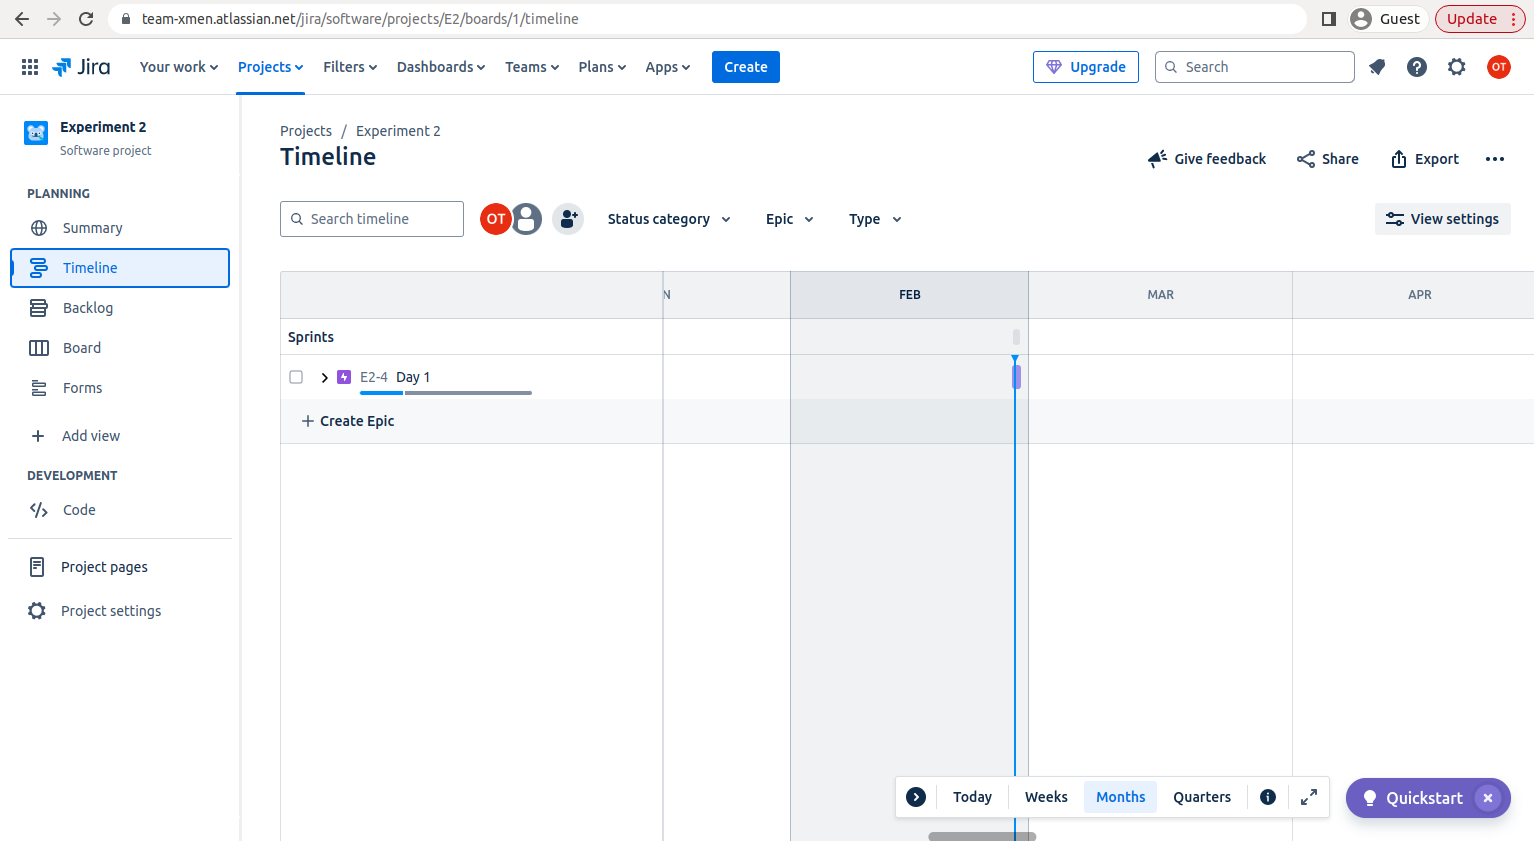 team-xmen.atlassian.net/jira/software/projects/E2/boards/1/timeline
Guest
Update
Jira
Your work
Projects
Filters
Dashboards
Teams
Plans
Apps
Create
Upgrade
Search
OT
Experiment 2
Software project
PLANNING
Summary
Timeline
Backlog
Board
Forms
Add view
DEVELOPMENT
Code
Project pages
Project settings
Projects / Experiment 2
Timeline
Give feedback
Share
Export
Search timeline
OT
Status category
Epic
Type
View settings
N
FEB
MAR
APR
Sprints
E2-4 Day 1
Create Epic
Today
Weeks
Months
Quarters
Quickstart